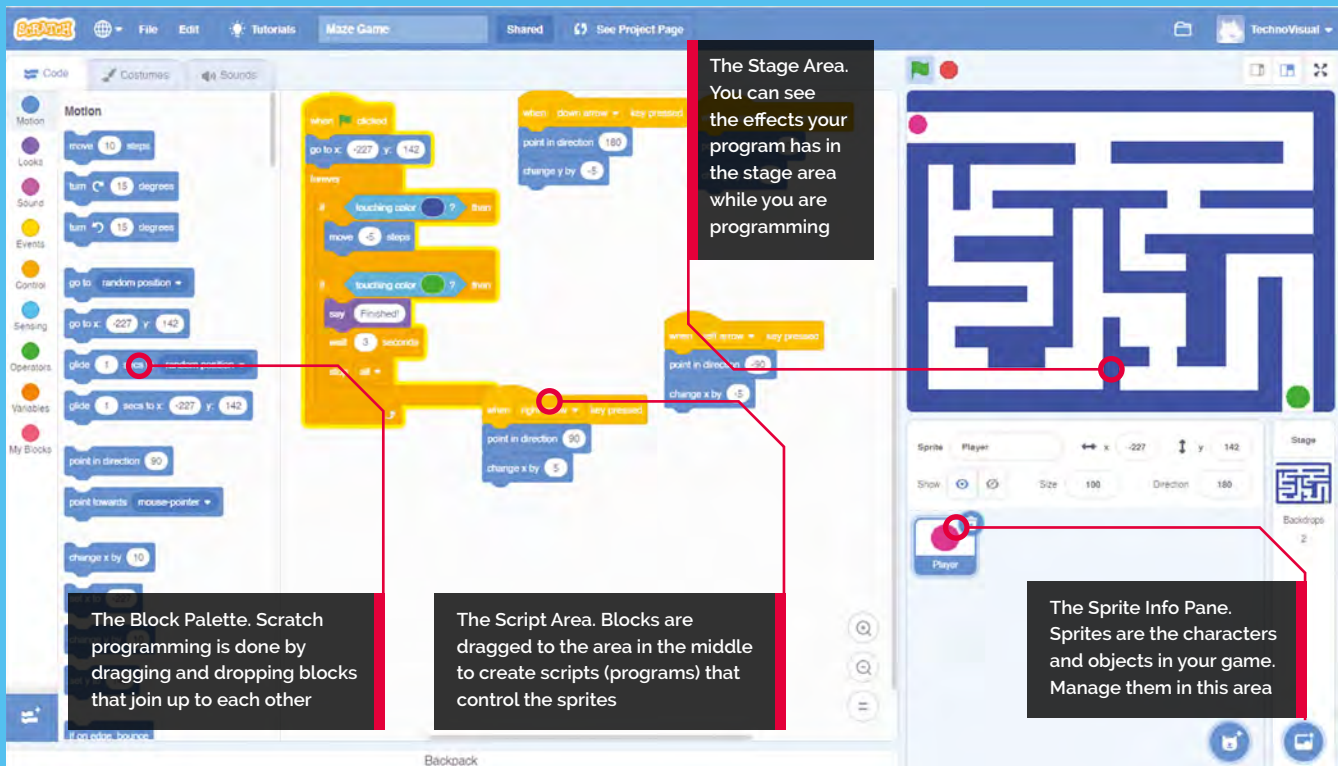 SCRATCH File Edit Tutorials Maze Game Shared See Project Page TechnoVisual
Code Costumes Sounds
Motion
Looks
Sound
Events
Control
Sensing
Operators
Variables
My Blocks
Motion
move 10 steps
turn 15 degrees
turn 15 degrees
go to random position
go to x: -227 y: 142
glide 1 secs random position
glide 1 secs to x: -227 y: 142
point in direction 90
point towards mouse-pointer
change x by 10
if on edge, bounce
when clicked
go to x: -227 y: 142
forever
if touching color ? then
move -5 steps
if touching color ? then
say Finished!
wait 3 seconds
all
when down arrow key pressed
point in direction 180
change y by -5
when arrow key pressed
point in direction -90
change x by -5
when key pressed
point in direction 90
change x by 5
The Stage Area.
You can see
the effects your
program has in
the stage area
while you are
programming
The Block Palette. Scratch
programming is done by
dragging and dropping blocks
that join up to each other
The Script Area. Blocks are
dragged to the area in the middle
to create scripts (programs) that
control the sprites
Sprite Player x -227 y 142
Show Size 100 Direction 180
Player
Stage
Backdrops
2
The Sprite Info Pane.
Sprites are the characters
and objects in your game.
Manage them in this area
Backpack